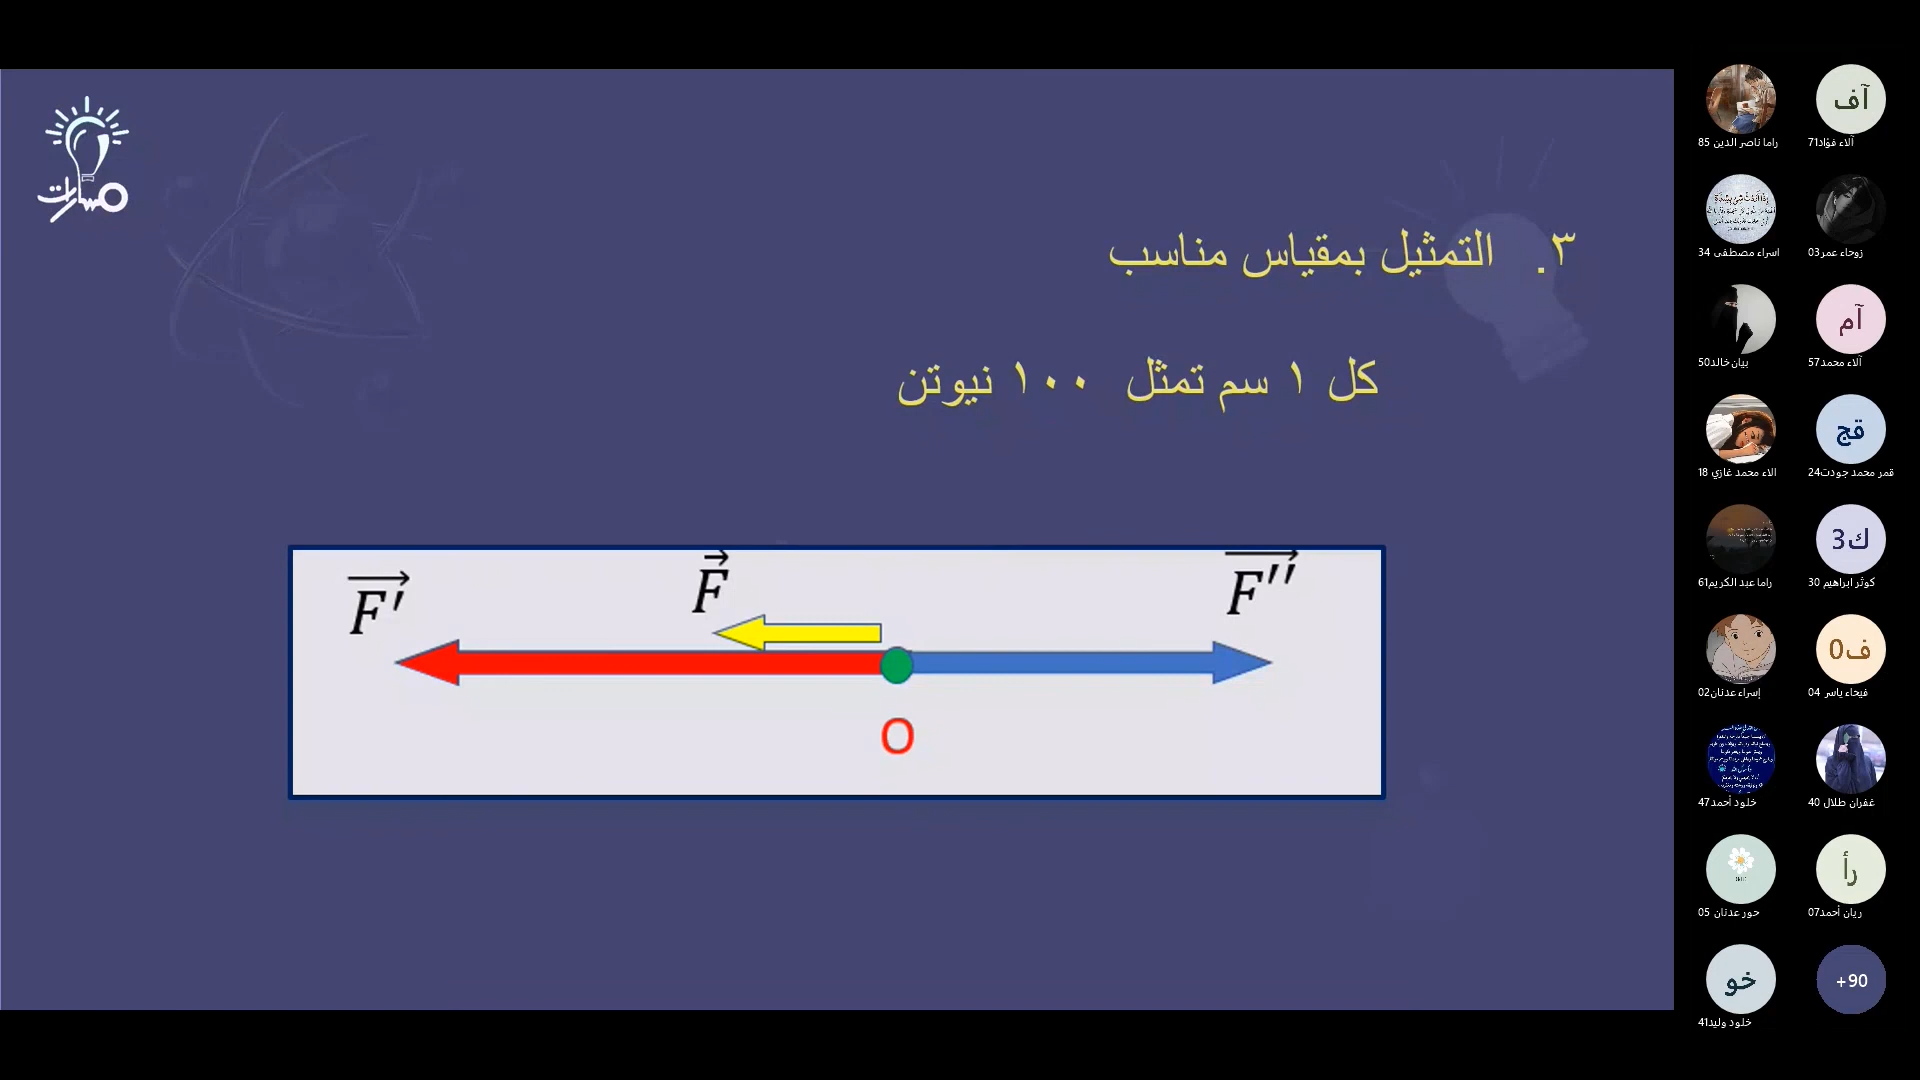 مسارات
٣. التمثيل بمقياس مناسب
كل ١ سم تمثل ١٠٠ نيوتن
F'
F
F''
O
راما ناصر الدين 85
آف
آلاء فؤاد71
اسراء مصطفى 34
زوحاء عمر03
بيان خالد50
آم
آلاء محمد57
الاء محمد غازي 18
قج
قمر محمد جودت24
راما عبد الكريم61
ك3
كوثر ابراهيم 30
إسراء عدنان02
ف0
فيحاء ياسر 04
خلود أحمد47
غفران طلال 40
حور عدنان 05
رأ
ريان أحمد07
خو
خلود وليد41
+90